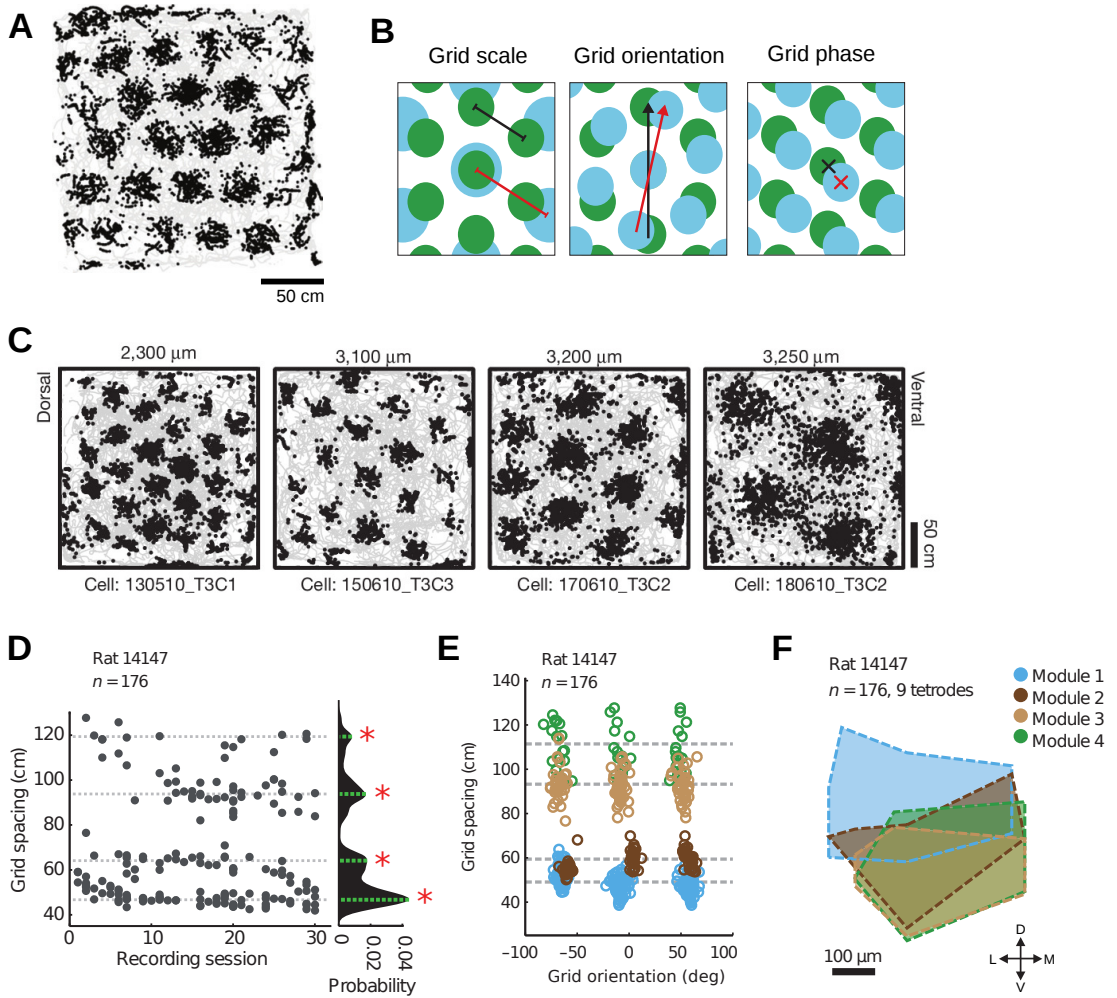 A
50 cm
B
Grid scale
Grid orientation
Grid phase
C
2,300 µm
3,100 µm
3,200 µm
3,250 µm
Dorsal
Ventral
50 cm
Cell: 130510_T3C1
Cell: 150610_T3C3
Cell: 170610_T3C2
Cell: 180610_T3C2
D
Rat 14147
n = 176
Grid spacing (cm)
120
100
80
60
40
0
10
20
30
Recording session
0
0.02
0.04
Probability
E
Rat 14147
n = 176
Grid spacing (cm)
140
120
100
80
60
40
−100
−50
0
50
100
Grid orientation (deg)
F
Rat 14147
n = 176, 9 tetrodes
Module 1
Module 2
Module 3
Module 4
100 µm
D
L
M
V